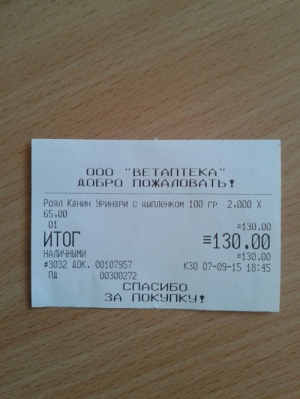 ООО "ВЕТАПТЕКА"
ДОБРО ПОЖАЛОВАТЬ!
Роял Канин Уринари с цыпленком 100 гр 2,000 X
65,00
01 =130.00
ИТОГ =130.00
НАЛИЧНЫМИ =130.00
#3032 ДОК. 00107957 К30 07-09-15 18:45
ПД 00300272
СПАСИБО
ЗА ПОКУПКУ!